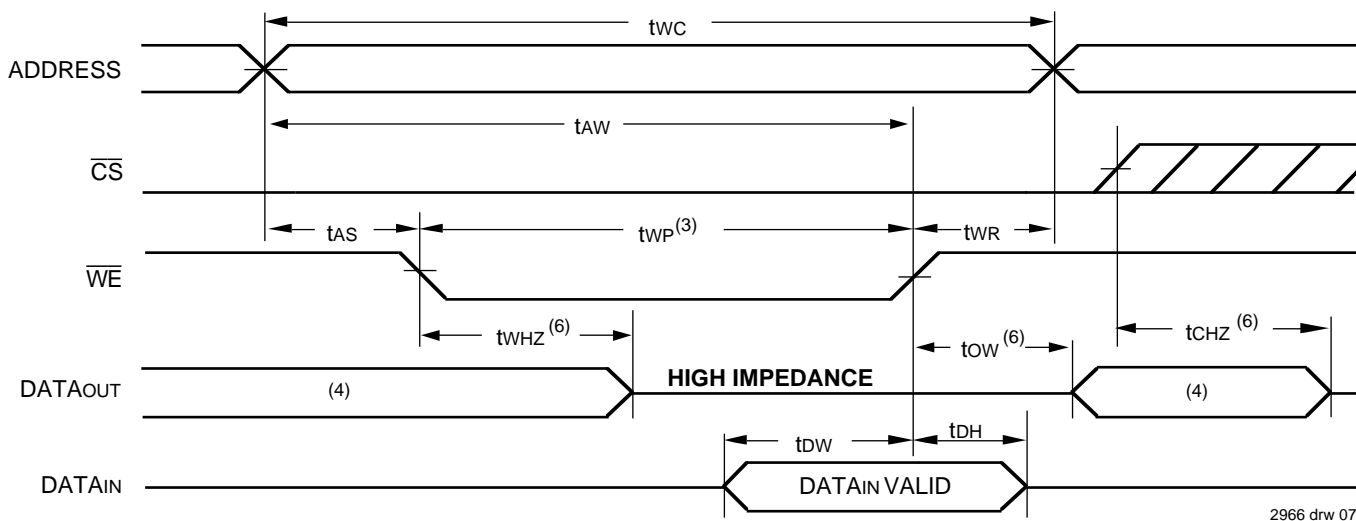 tWC
ADDRESS
tAW
CS
tAS
tWP(3)
tWR
WE
tWHZ (6)
tOW (6)
tCHZ (6)
DATAOUT
(4)
HIGH IMPEDANCE
(4)
tDW
tDH
DATAIN
DATAIN VALID
2966 drw 07